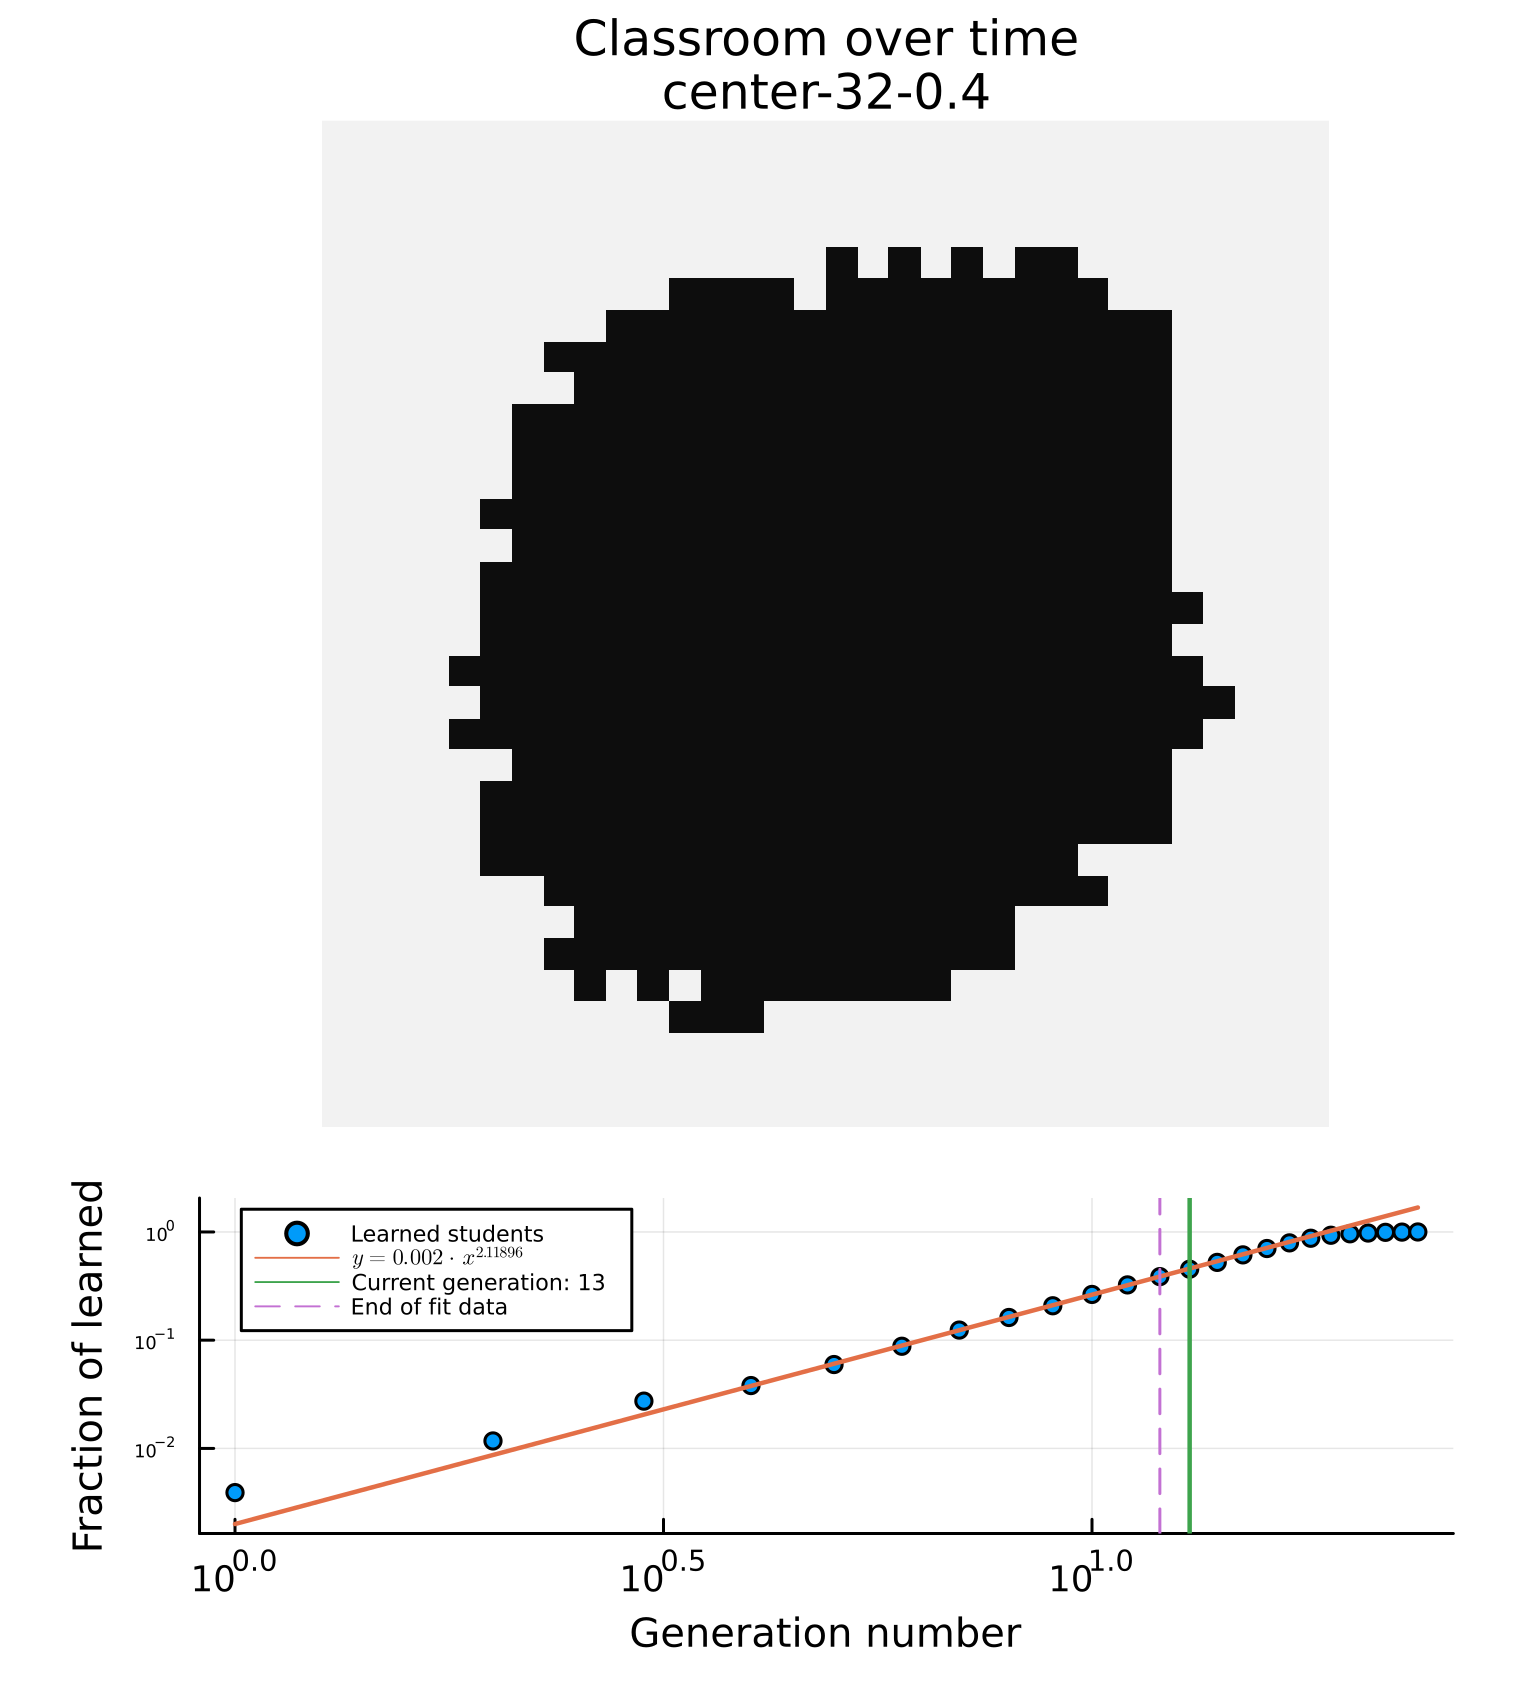 Classroom over time
center-32-0.4
Fraction of learned
10^0
10^−1
10^−2
Learned students
y = 0.002 · x^2.11896
Current generation: 13
End of fit data
10^0.0 10^0.5 10^1.0
Generation number